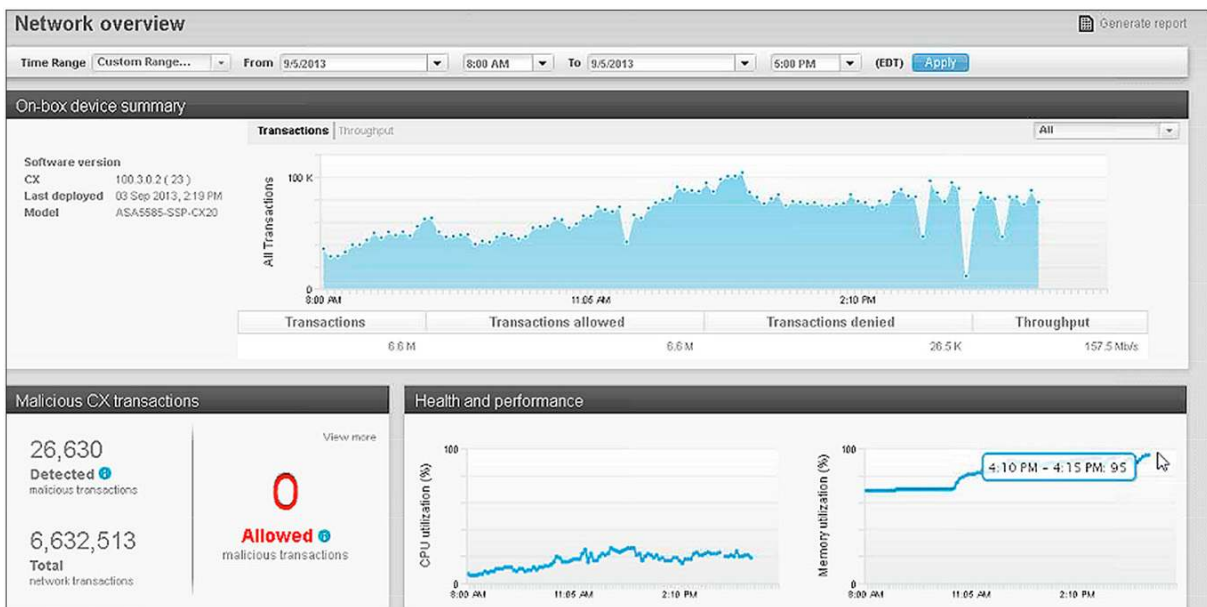 Network overview
Generate report
Time Range Custom Range... From 9/5/2013 8:00 AM To 9/5/2013 5:00 PM (EDT) Apply
On-box device summary
Transactions Throughput
All
Software version
CX 100.3.0.2 ( 23 )
Last deployed 03 Sep 2013, 2:19 PM
Model ASA5585-SSP-CX20
All Transactions
100 K
0
8:00 AM 11:05 AM 2:10 PM
Transactions Transactions allowed Transactions denied Throughput
6.6 M 6.6 M 26.5 K 157.5 Mb/s
Malicious CX transactions
View more
26,630
Detected
malicious transactions
6,632,513
Total
network transactions
0
Allowed
malicious transactions
Health and performance
CPU utilization (%)
100
0
8:00 AM 11:05 AM 2:10 PM
Memory utilization (%)
100
0
4:10 PM - 4:15 PM: 95
8:00 AM 11:05 AM 2:10 PM